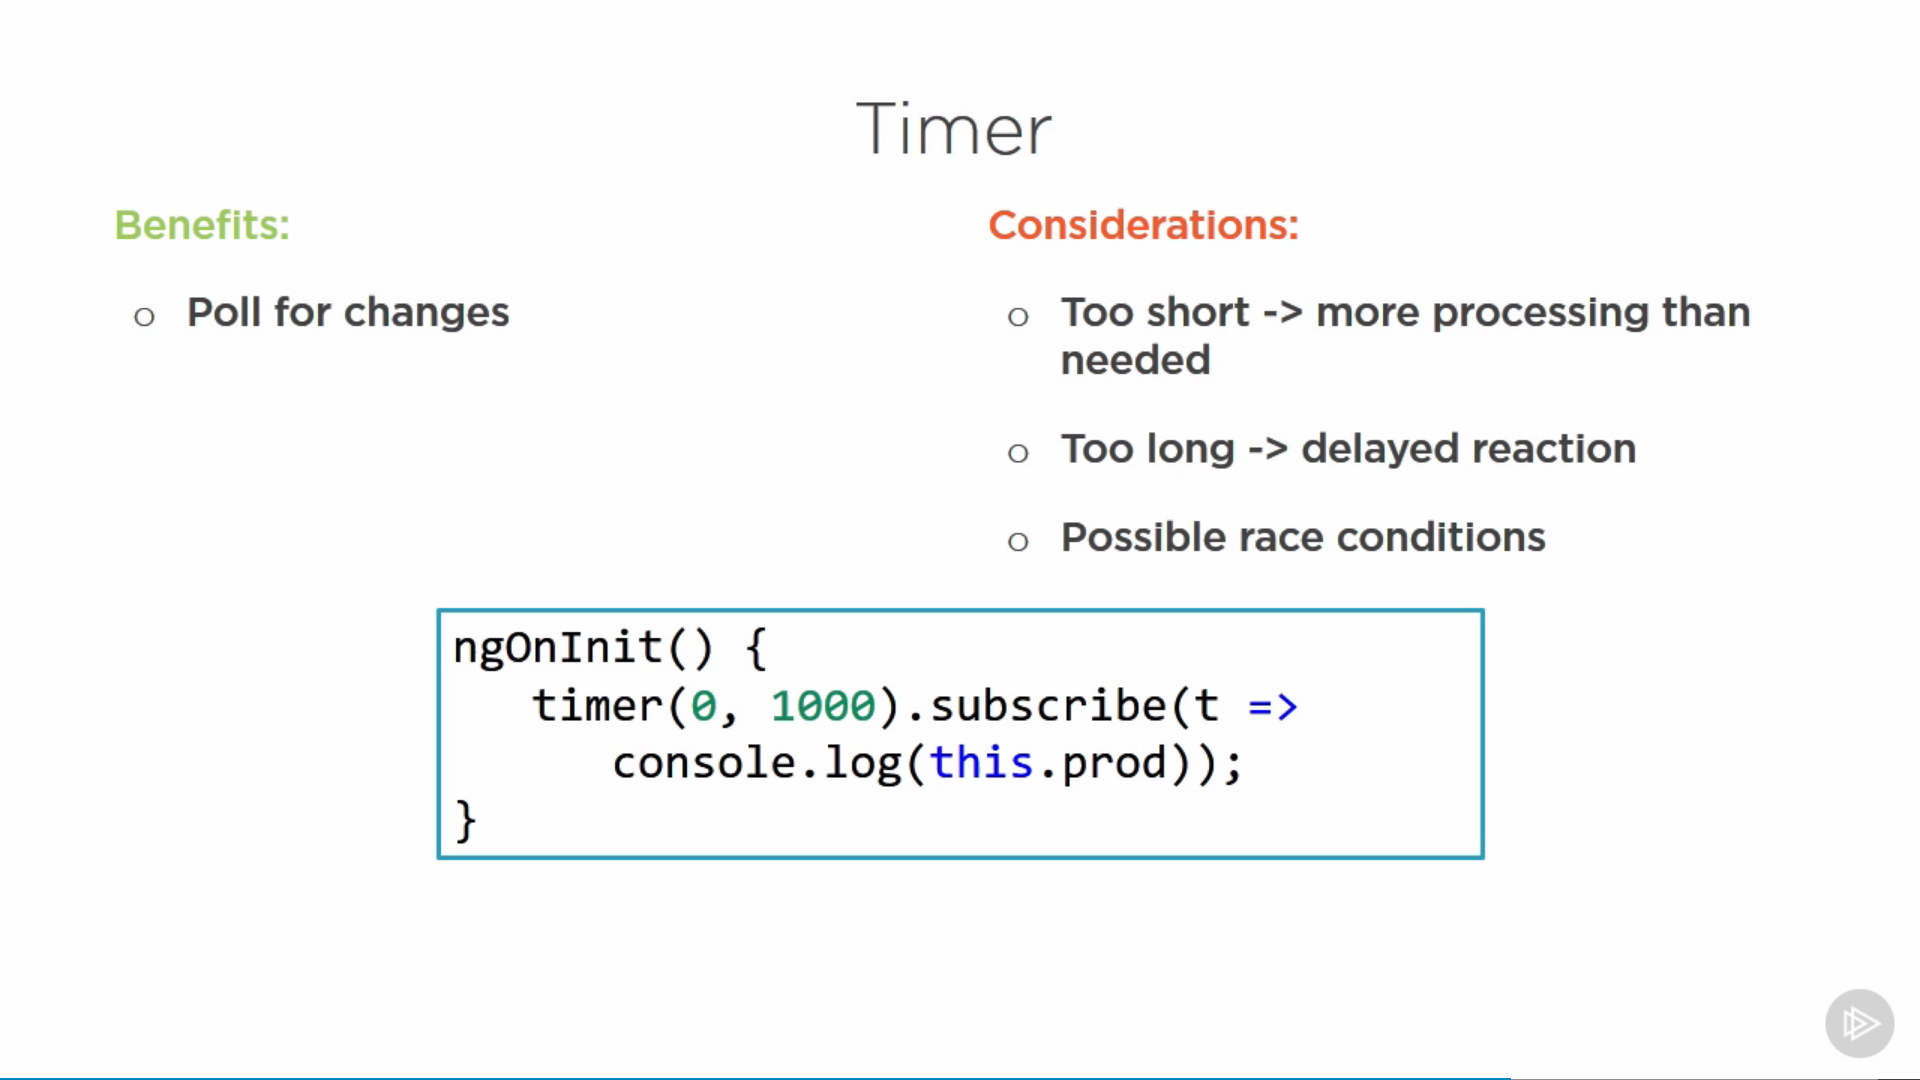 Timer
Benefits:
o Poll for changes
Considerations:
o Too short -> more processing than
needed
o Too long -> delayed reaction
o Possible race conditions
ngOnInit() {
timer(0, 1000).subscribe(t =>
console.log(this.prod));
}